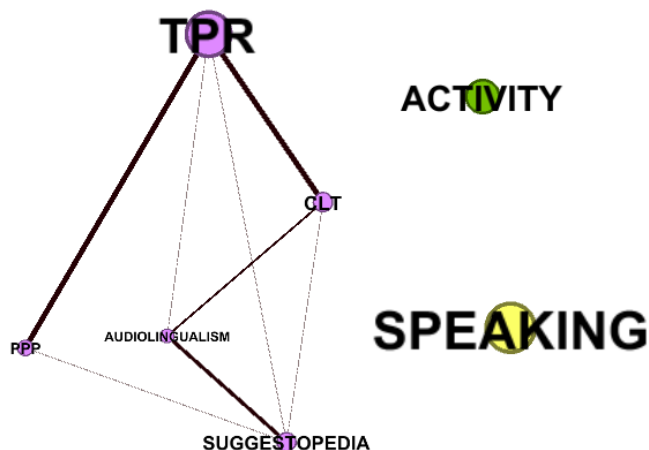 TPR
ACTIVITY
CLT
SPEAKING
PPP
AUDIOLINGUALISM
SUGGESTOPEDIA